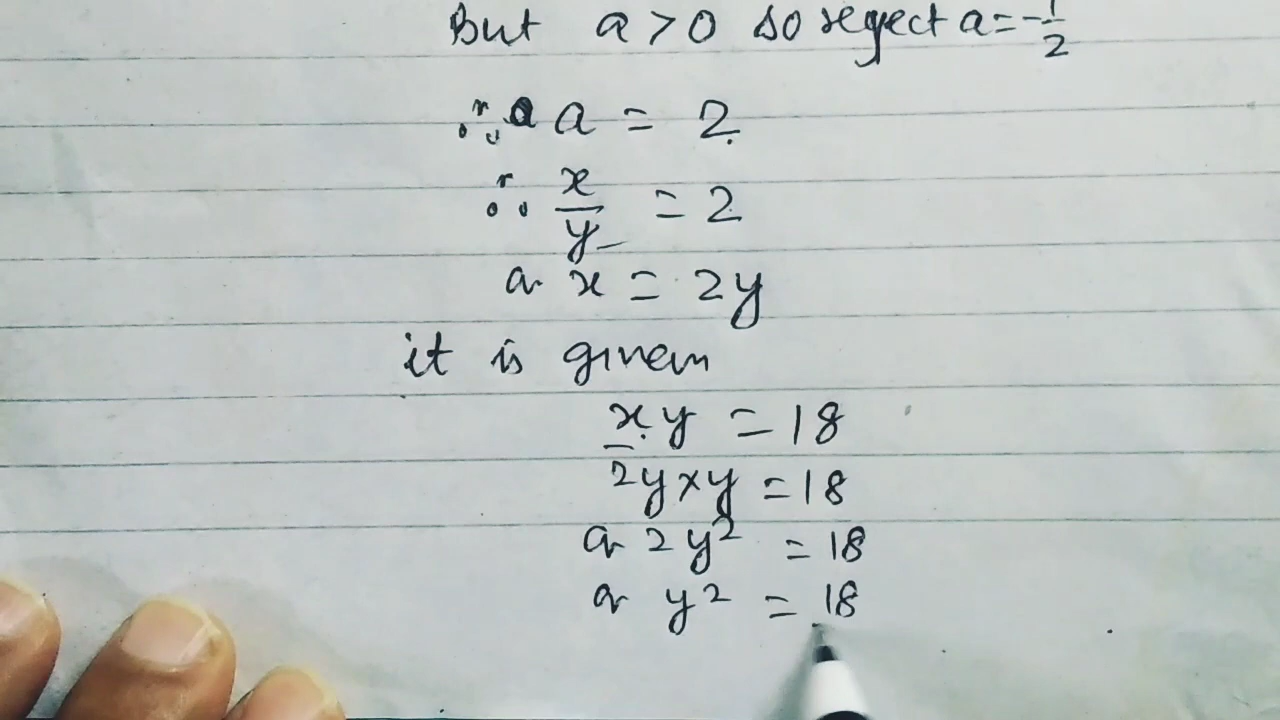 But a > 0 so reject a = -1/2
∴ a = 2
∴ x/y = 2
or x = 2y
it is given
xy = 18
2y × y = 18
or 2y² = 18
or y² = 18